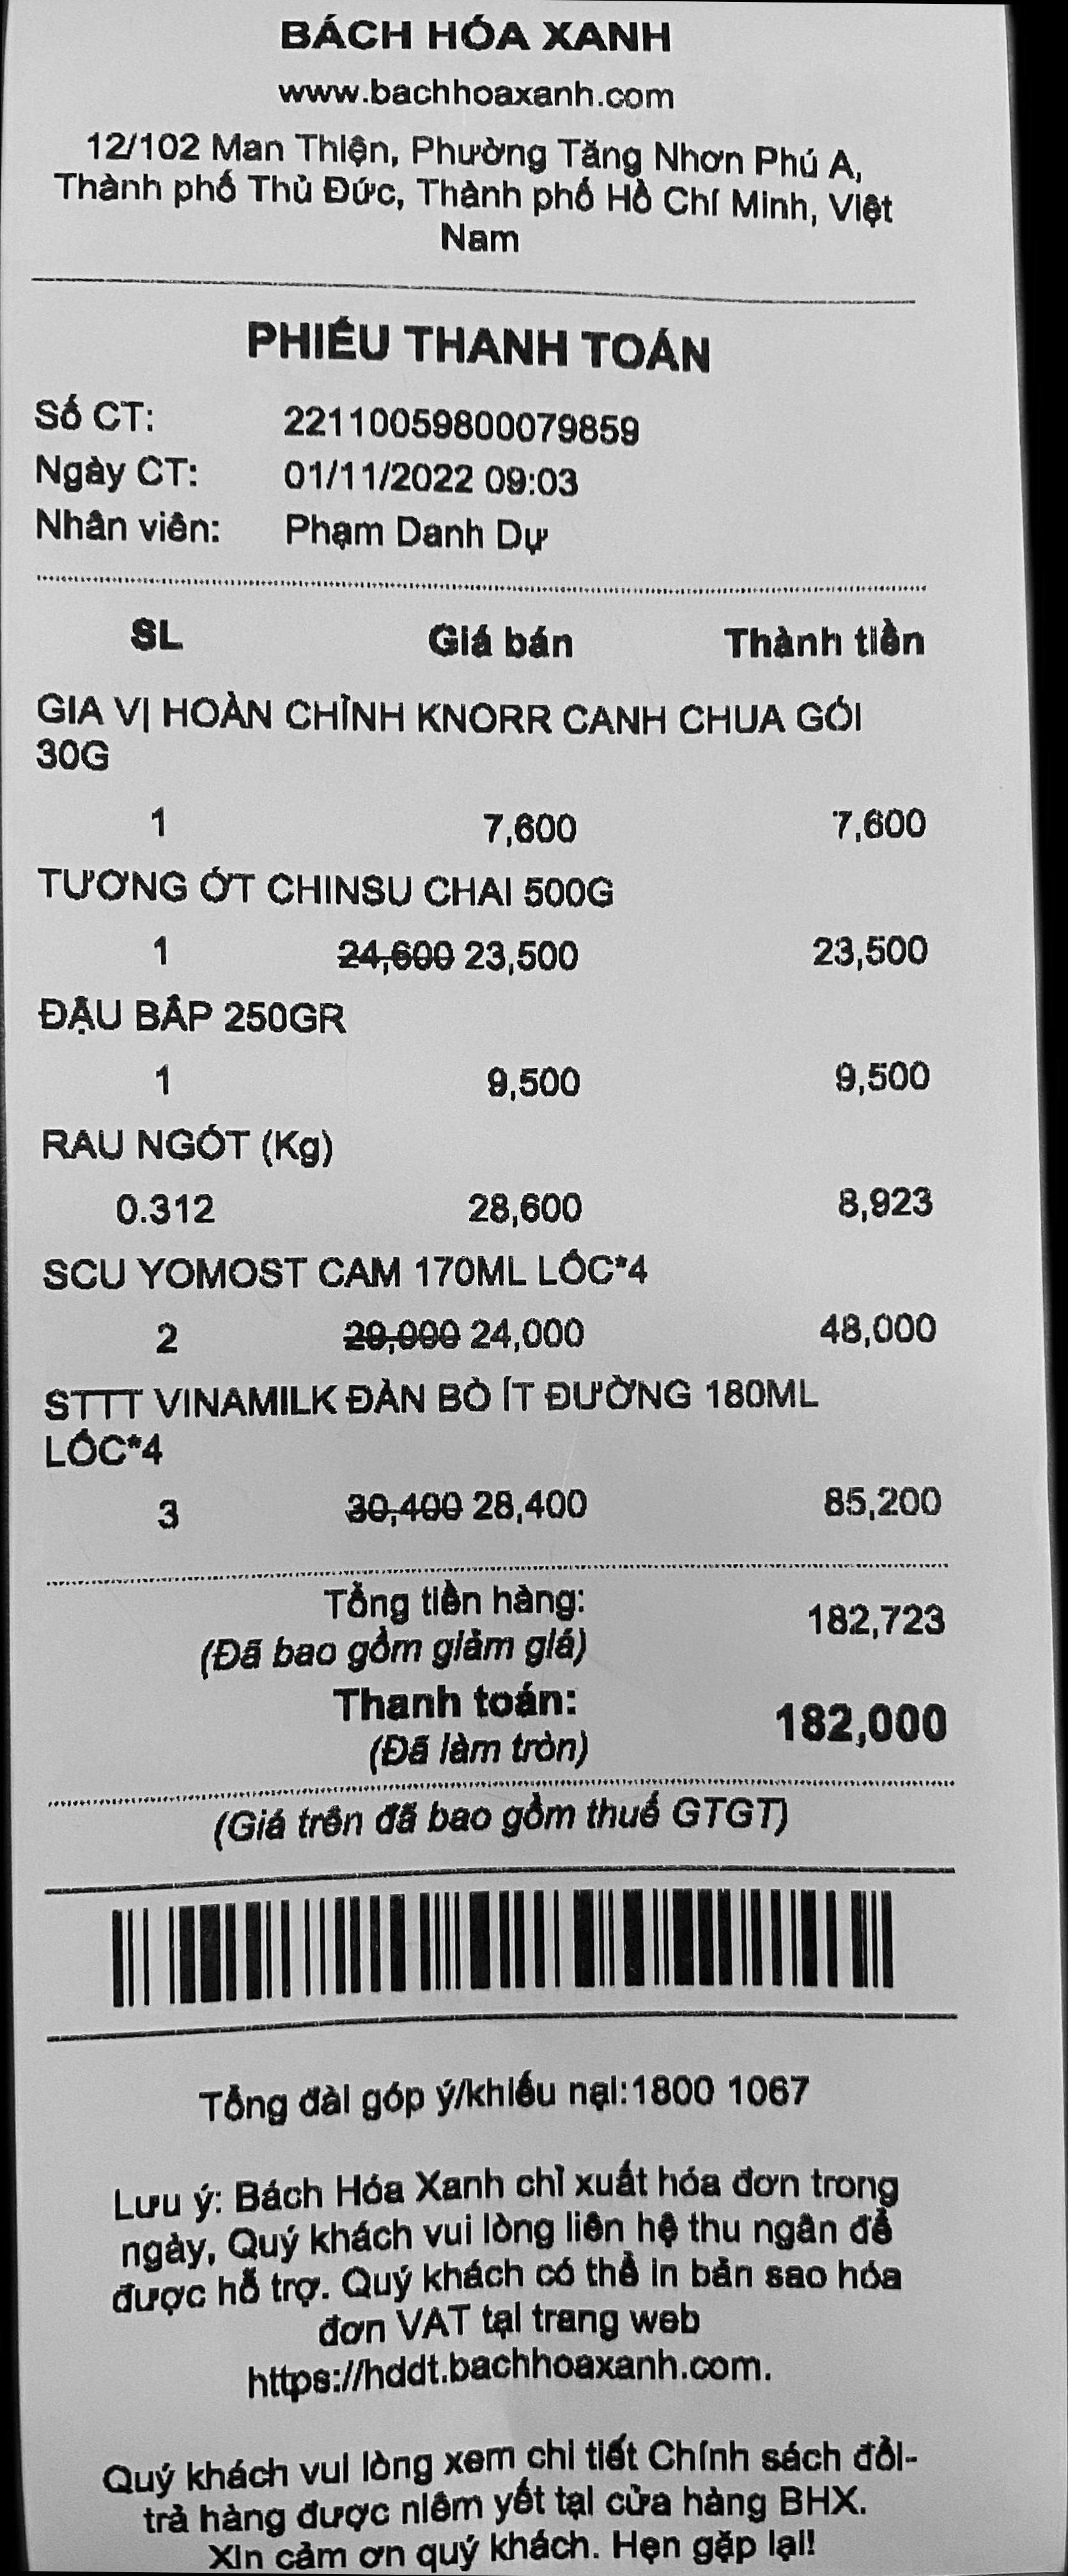 BÁCH HÓA XANH
www.bachhoaxanh.com
12/102 Man Thiện, Phường Tăng Nhơn Phú A,
Thành phố Thủ Đức, Thành phố Hồ Chí Minh, Việt
Nam
PHIẾU THANH TOÁN
Số CT: 22110059800079859
Ngày CT: 01/11/2022 09:03
Nhân viên: Phạm Danh Dự
SL Giá bán Thành tiền
GIA VỊ HOÀN CHỈNH KNORR CANH CHUA GÓI
30G
1 7,600 7,600
TƯƠNG ỚT CHINSU CHAI 500G
1 24,600 23,500 23,500
ĐẬU BẮP 250GR
1 9,500 9,500
RAU NGÓT (Kg)
0.312 28,600 8,923
SCU YOMOST CAM 170ML LỐC*4
2 29,000 24,000 48,000
STTT VINAMILK ĐÀN BÒ ÍT ĐƯỜNG 180ML
LỐC*4
3 30,400 28,400 85,200
Tổng tiền hàng: 182,723
(Đã bao gồm giảm giá)
Thanh toán: 182,000
(Đã làm tròn)
(Giá trên đã bao gồm thuế GTGT)
Tổng đài góp ý/khiếu nại:1800 1067
Lưu ý: Bách Hóa Xanh chỉ xuất hóa đơn trong
ngày, Quý khách vui lòng liên hệ thu ngân để
được hỗ trợ. Quý khách có thể in bản sao hóa
đơn VAT tại trang web
https://hddt.bachhoaxanh.com.
Quý khách vui lòng xem chi tiết Chính sách đổi-
trả hàng được niêm yết tại cửa hàng BHX.
Xin cảm ơn quý khách. Hẹn gặp lại!